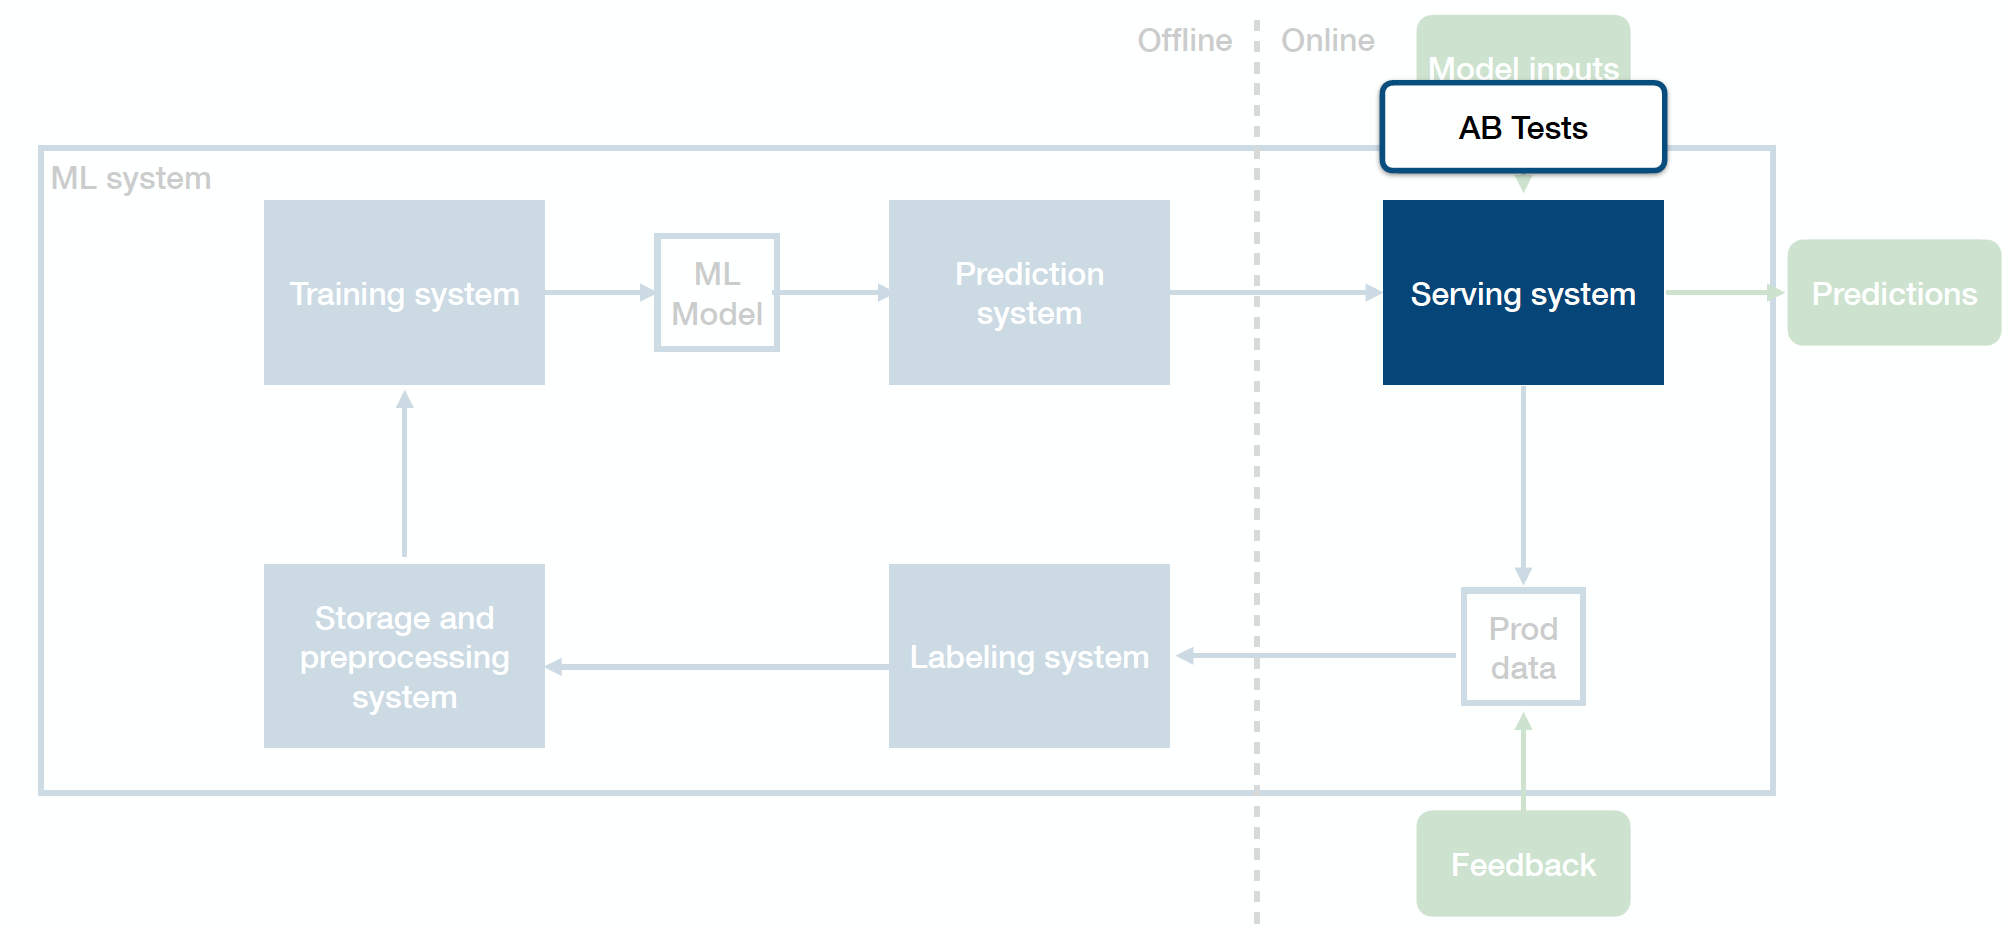 Offline
Online
Model inputs
AB Tests
ML system
Training system
ML
Model
Prediction
system
Serving system
Predictions
Storage and
preprocessing
system
Labeling system
Prod
data
Feedback